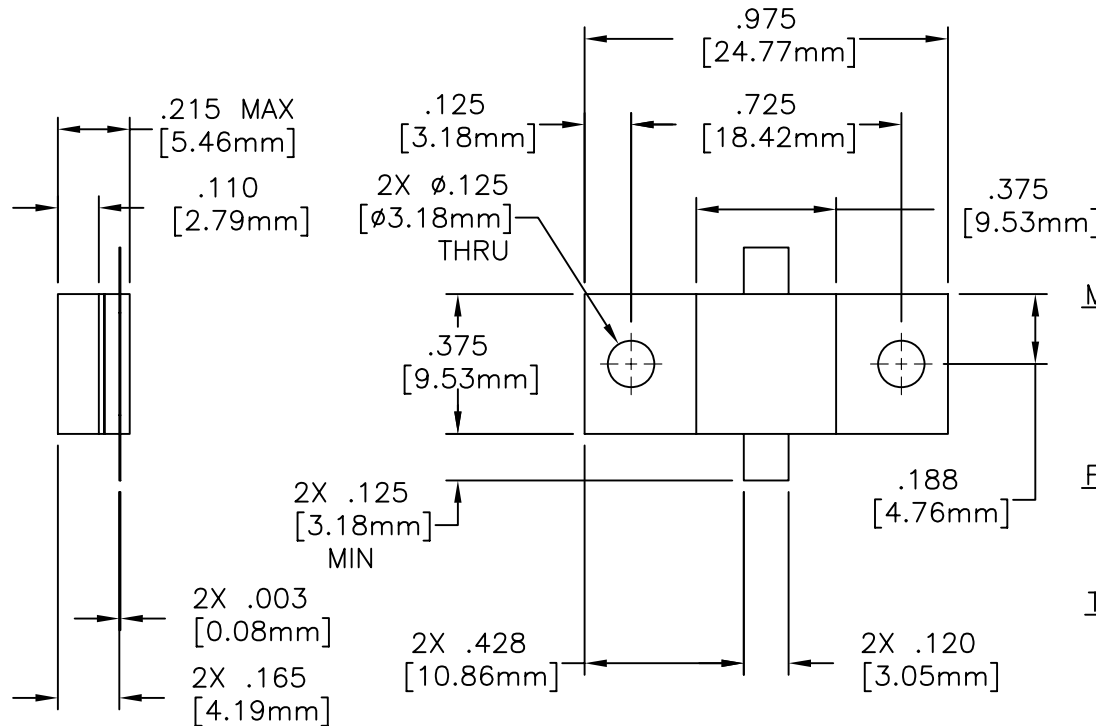 .975
[24.77mm]
.215 MAX
[5.46mm]
.125
[3.18mm]
.725
[18.42mm]
.110
[2.79mm]
2X ø.125
[ø3.18mm]
THRU
.375
[9.53mm]
M
.375
[9.53mm]
F
.188
[4.76mm]
2X .125
[3.18mm]
MIN
2X .003
[0.08mm]
T
2X .428
[10.86mm]
2X .120
[3.05mm]
2X .165
[4.19mm]